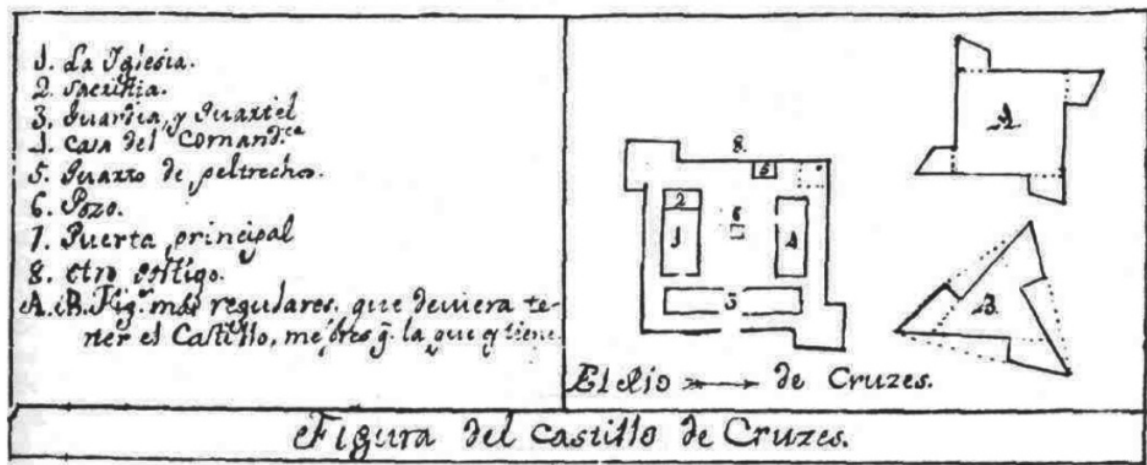 1. La Iglesia.
2. Sacristia.
3. Guardia, y Quartel
4. Casa del Comand.te
5. Quarto de peltrechos.
6. Pozo.
7. Puerta principal
8. otro postigo.
A. i B. Fig.s más regulares, que deviera te-
ner el Castillo, mejores q. la que tiene.
8.
5
2
6
1
4
3
A
B
El Rio de Cruzes.
Figura del Castillo de Cruzes.